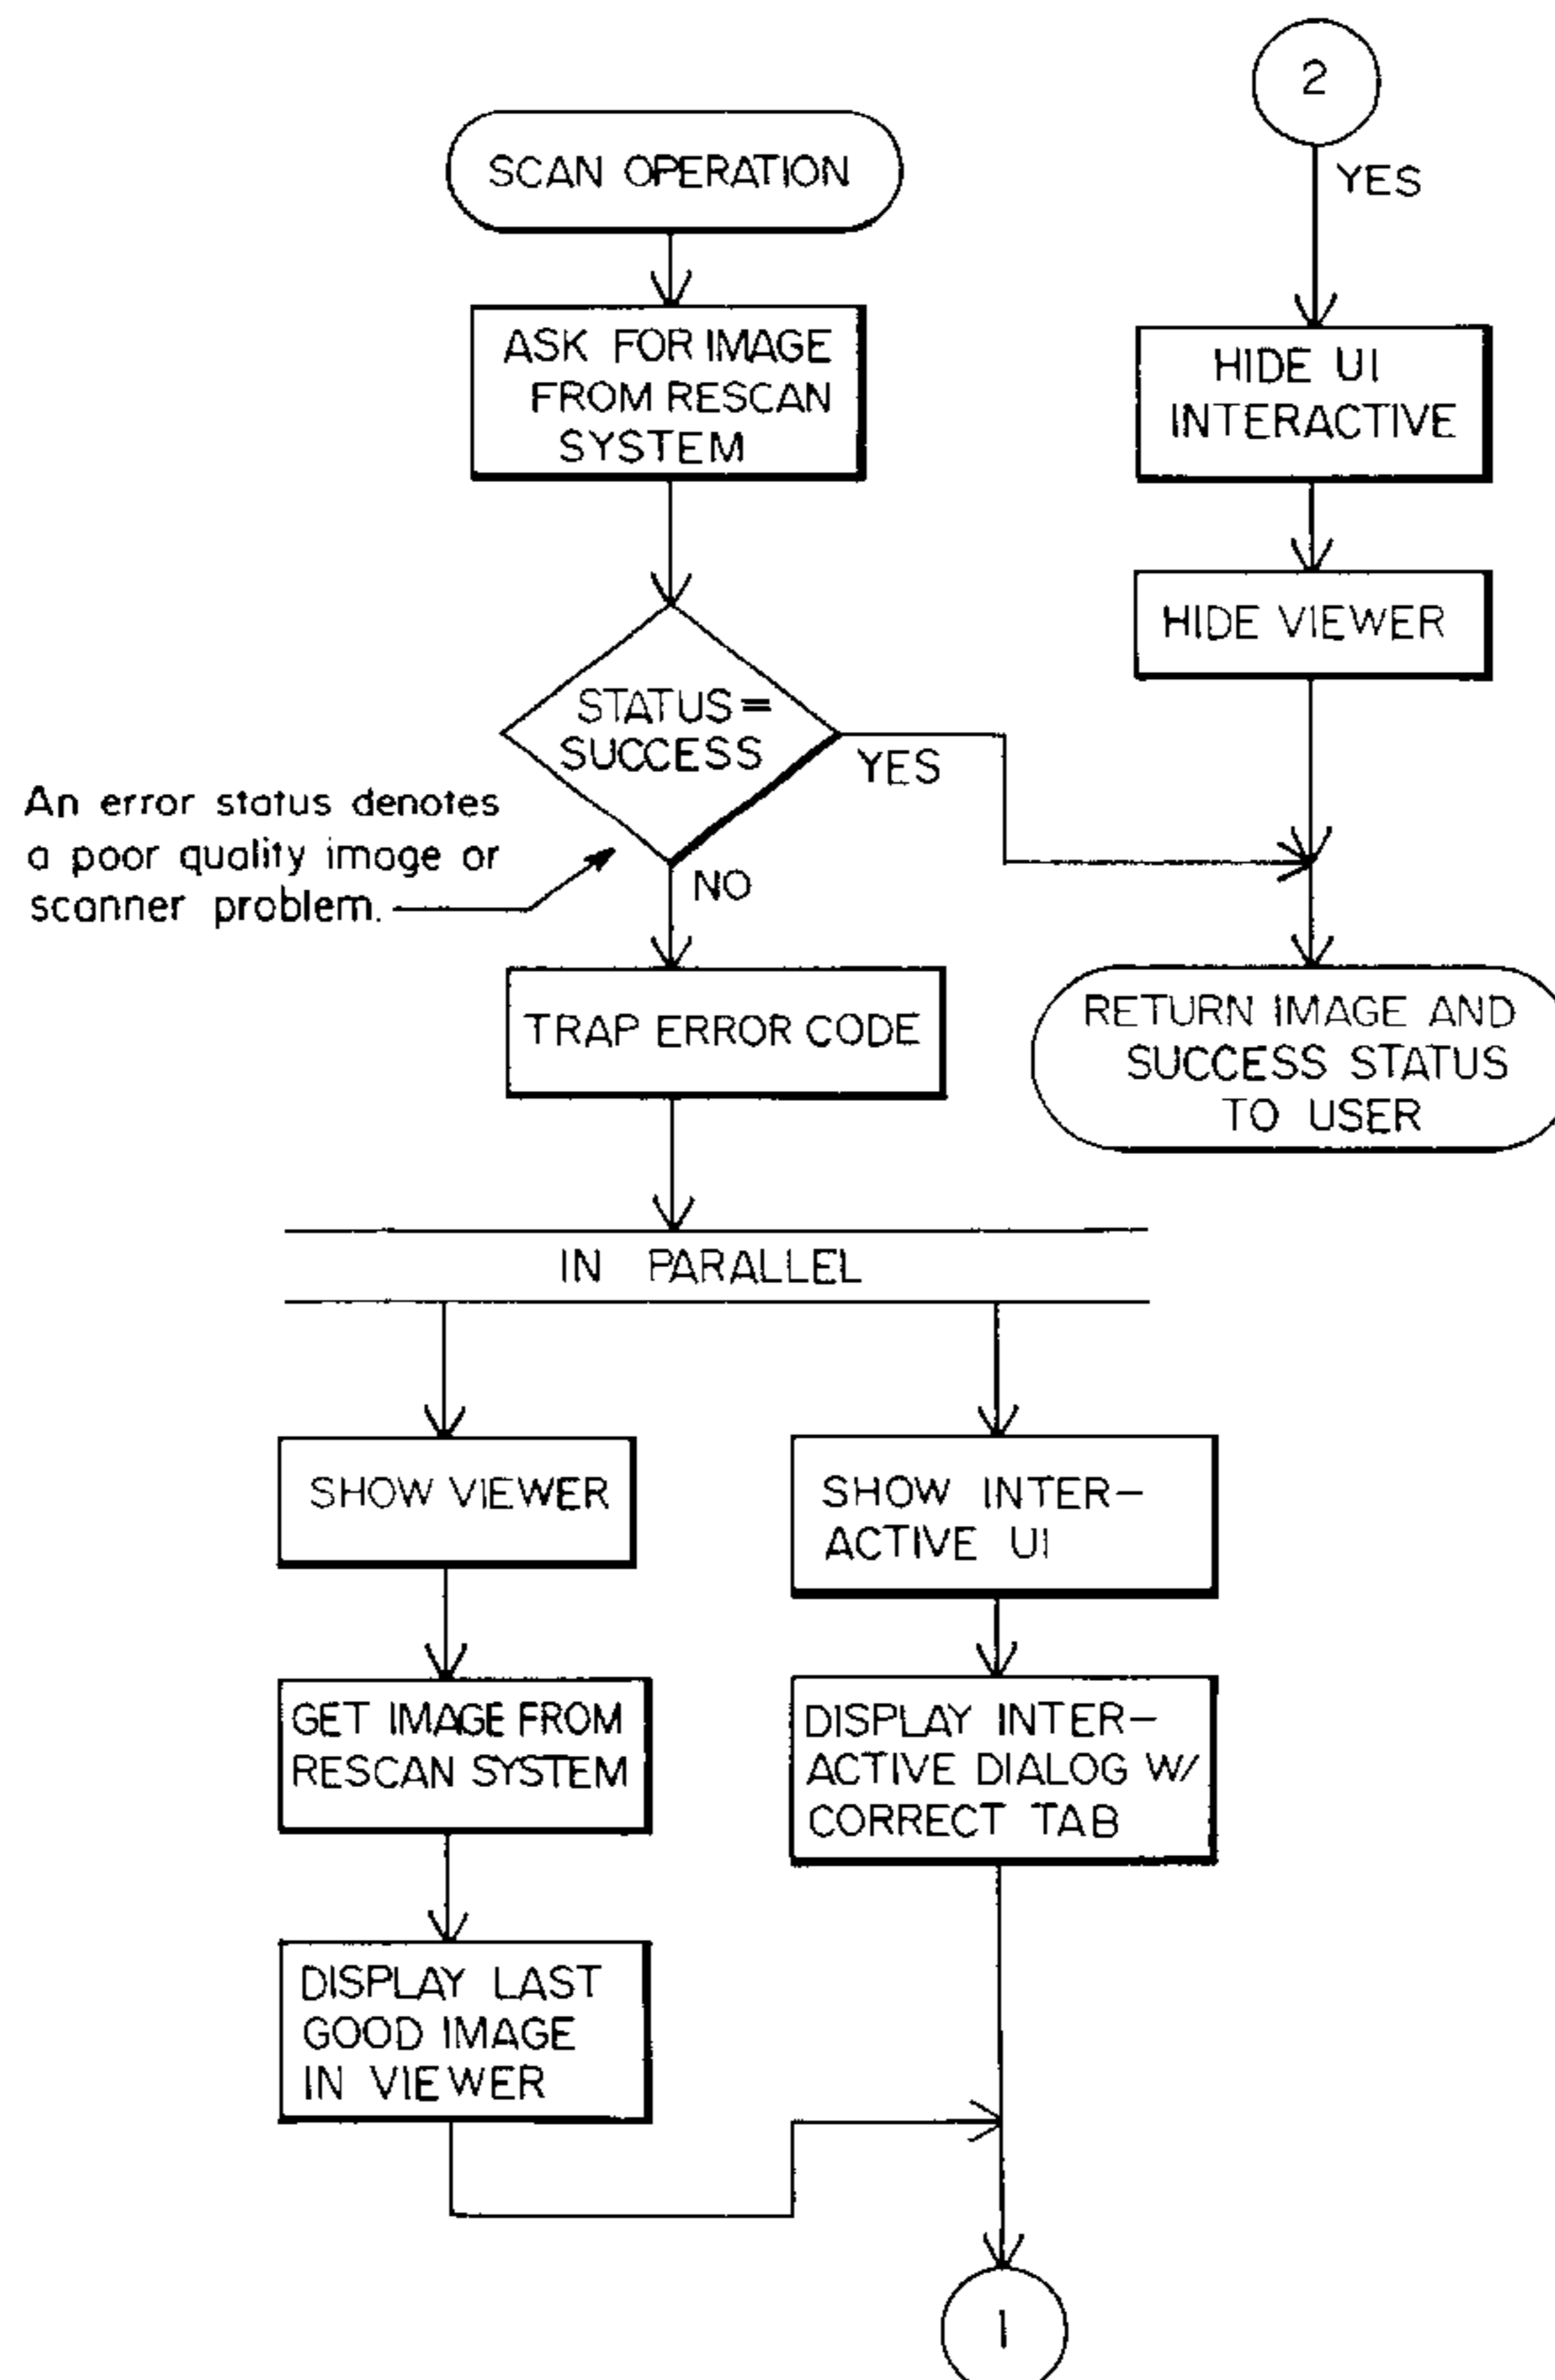 2
YES
SCAN OPERATION
ASK FOR IMAGE
FROM RESCAN
SYSTEM
HIDE UI
INTERACTIVE
HIDE VIEWER
STATUS=
SUCCESS
YES
An error status denotes
a poor quality image or
scanner problem.
NO
TRAP ERROR CODE
RETURN IMAGE AND
SUCCESS STATUS
TO USER
IN PARALLEL
SHOW VIEWER
SHOW INTER-
ACTIVE UI
GET IMAGE FROM
RESCAN SYSTEM
DISPLAY INTER-
ACTIVE DIALOG W/
CORRECT TAB
DISPLAY LAST
GOOD IMAGE
IN VIEWER
1